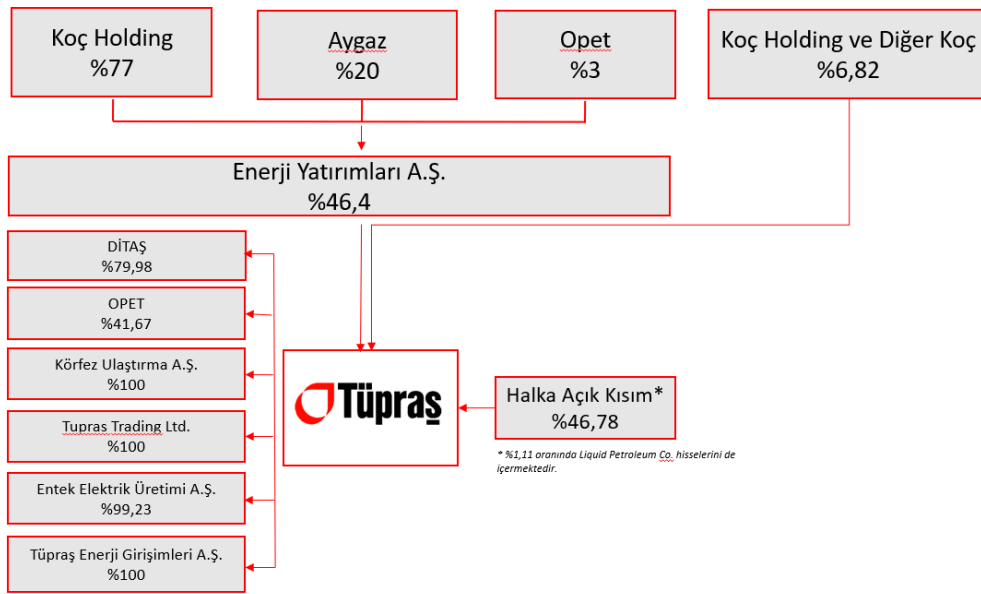 Koç Holding
%77
Aygaz
%20
Opet
%3
Koç Holding ve Diğer Koç
%6,82
Enerji Yatırımları A.Ş.
%46,4
DİTAŞ
%79,98
OPET
%41,67
Körfez Ulaştırma A.Ş.
%100
Tupras Trading Ltd.
%100
Entek Elektrik Üretimi A.Ş.
%99,23
Tüpraş Enerji Girişimleri A.Ş.
%100
Tüpraş
Halka Açık Kısım*
%46,78
* %1,11 oranında Liquid Petroleum Co. hisselerini de
içermektedir.